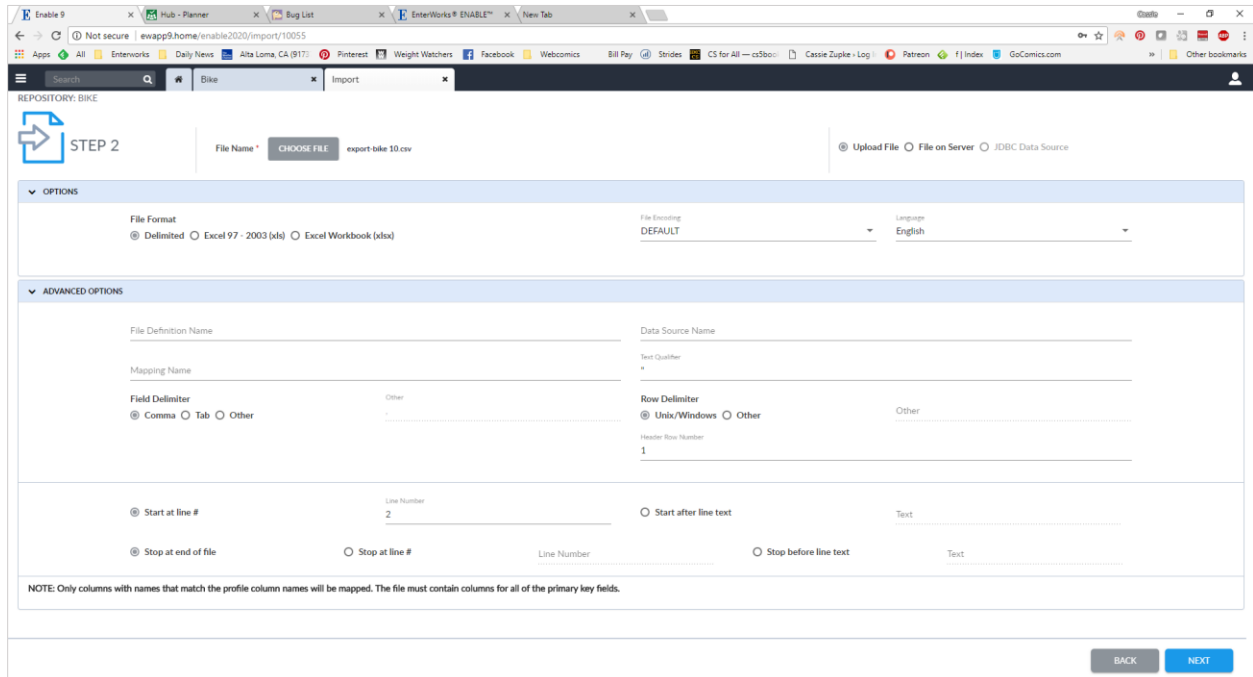 Enable 9
Hub - Planner
Bug List
EnterWorks® ENABLE™
New Tab
Not secure | ewapp9.home/enable2020/import/10055
Apps
All
Enterworks
Daily News
Alta Loma, CA (9173
Pinterest
Weight Watchers
Facebook
Webcomics
Bill Pay
Strides
CS for All — cs5boo
Cassie Zupke › Log I
Patreon
f | Index
GoComics.com
»
Other bookmarks
Search
Bike
Import
REPOSITORY: BIKE
STEP 2
File Name *
CHOOSE FILE
export-bike 10.csv
Upload File
File on Server
JDBC Data Source
OPTIONS
File Format
Delimited
Excel 97 - 2003 (xls)
Excel Workbook (xlsx)
File Encoding
DEFAULT
Language
English
ADVANCED OPTIONS
File Definition Name
Data Source Name
Mapping Name
Text Qualifier
"
Field Delimiter
Comma
Tab
Other
Other
Row Delimiter
Unix/Windows
Other
Other
Header Row Number
1
Start at line #
Line Number
2
Start after line text
Text
Stop at end of file
Stop at line #
Line Number
Stop before line text
Text
NOTE: Only columns with names that match the profile column names will be mapped. The file must contain columns for all of the primary key fields.
BACK
NEXT